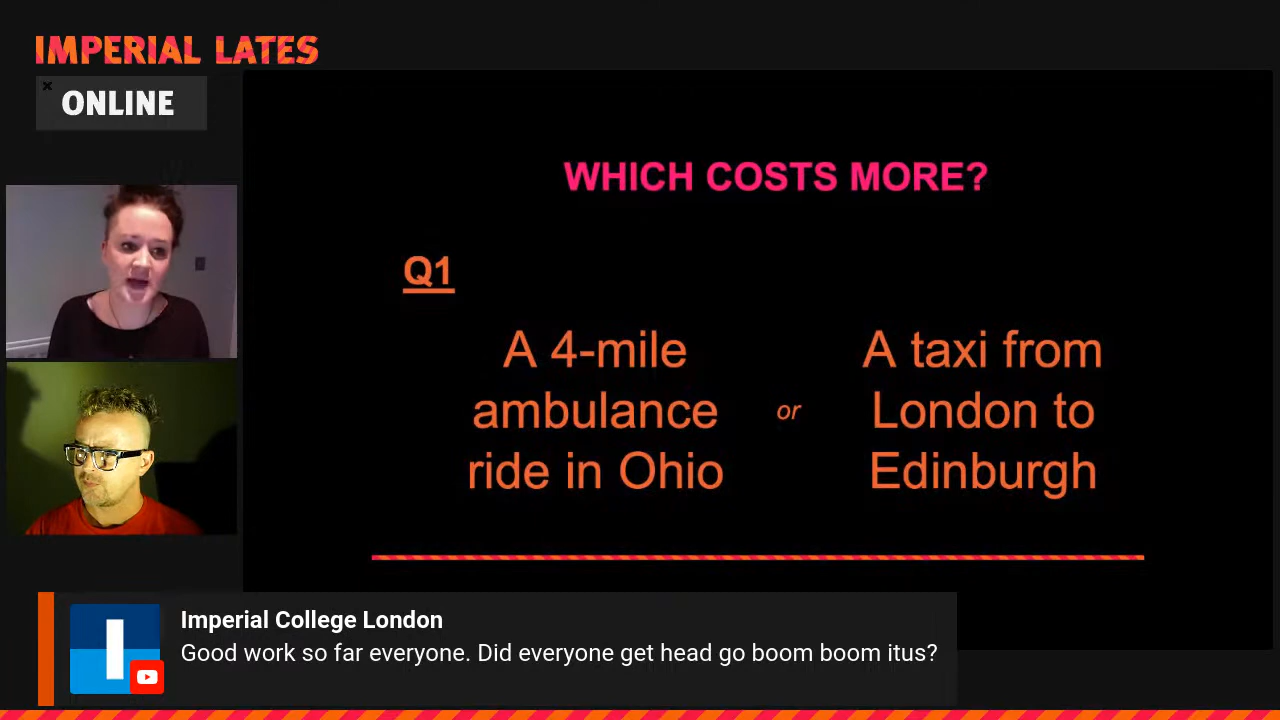 IMPERIAL LATES
ONLINE
WHICH COSTS MORE?
Q1
A 4-mile
ambulance
ride in Ohio
or
A taxi from
London to
Edinburgh
Imperial College London
Good work so far everyone. Did everyone get head go boom boom itus?